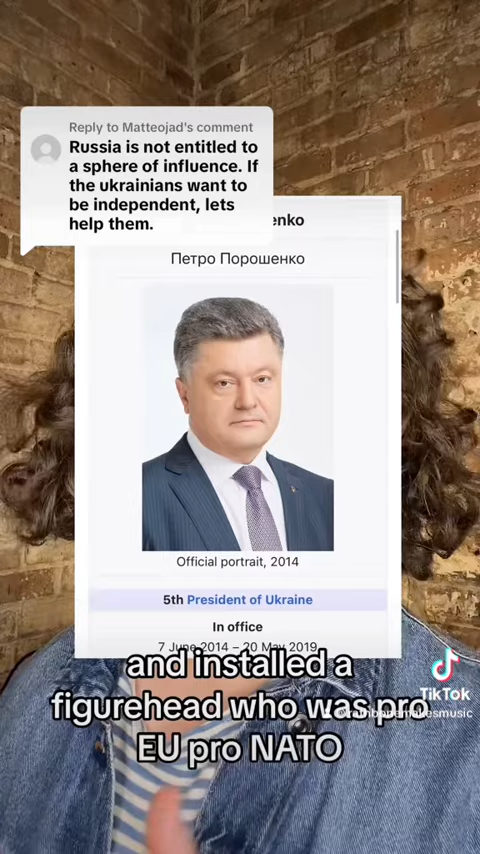 Reply to Matteojad's comment
Russia is not entitled to
a sphere of influence. If
the ukrainians want to
be independent, lets
help them.
enko
Петро Порошенко
Official portrait, 2014
5th President of Ukraine
In office
7 June 2014 – 20 May 2019
and installed a
figurehead who was pro
EU pro NATO
TikTok